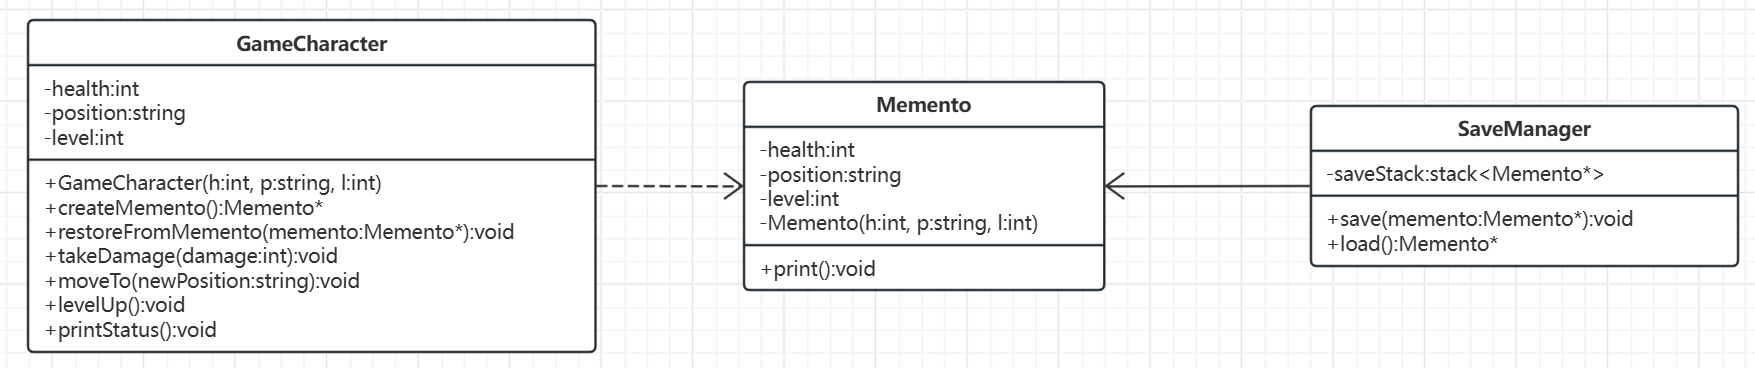 GameCharacter
-health:int
-position:string
-level:int
+GameCharacter(h:int, p:string, l:int)
+createMemento():Memento*
+restoreFromMemento(memento:Memento*):void
+takeDamage(damage:int):void
+moveTo(newPosition:string):void
+levelUp():void
+printStatus():void
Memento
-health:int
-position:string
-level:int
-Memento(h:int, p:string, l:int)
+print():void
SaveManager
-saveStack:stack<Memento*>
+save(memento:Memento*):void
+load():Memento*